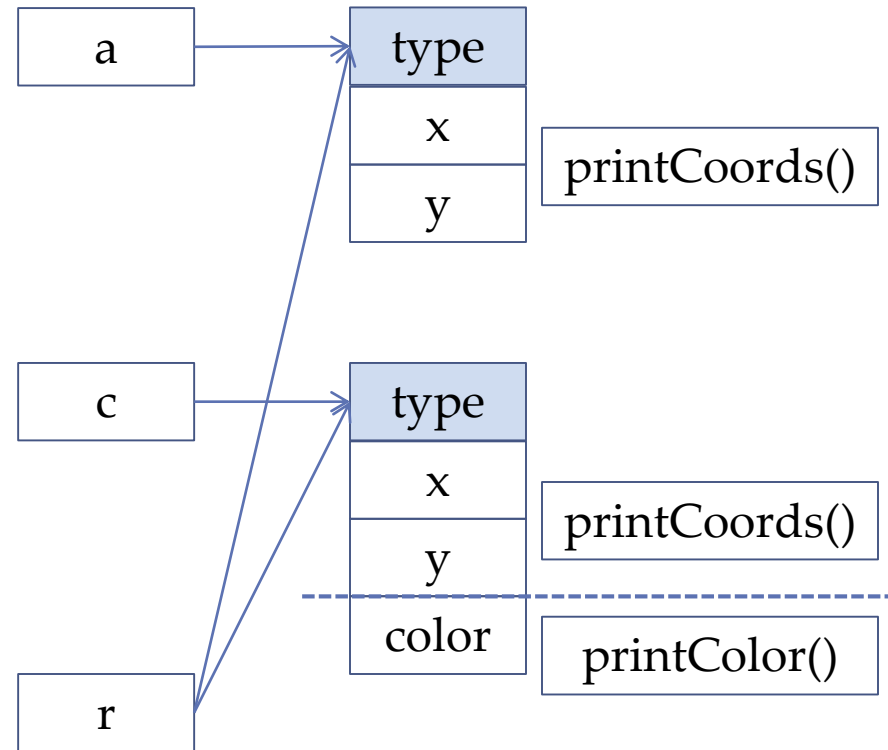 a
type
x
printCoords()
y
c
type
x
printCoords()
y
color
printColor()
r